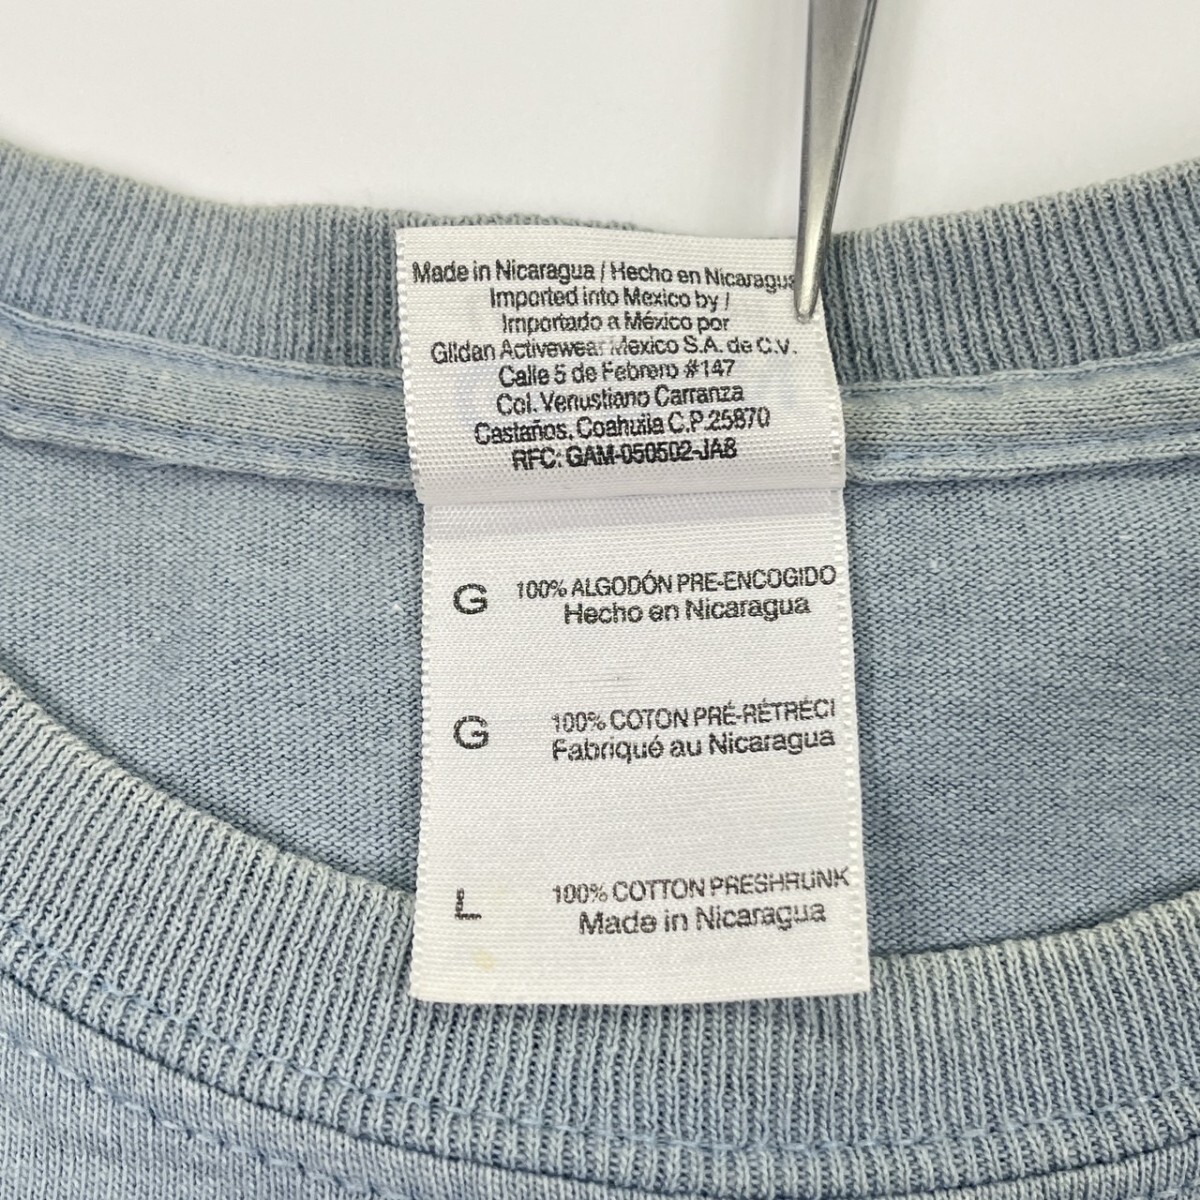 Made in Nicaragua / Hecho en Nicaragua
Imported into Mexico by /
Importado a México por
Gildan Activewear Mexico S.A. de C.V.
Calle 5 de Febrero #147
Col. Venustiano Carranza
Castaños, Coahuila C.P. 25870
RFC: GAM-050502-JA8
G 100% ALGODÓN PRE-ENCOGIDO
Hecho en Nicaragua
G 100% COTON PRÉ-RÉTRÉCI
Fabriqué au Nicaragua
L 100% COTTON PRESHRUNK
Made in Nicaragua